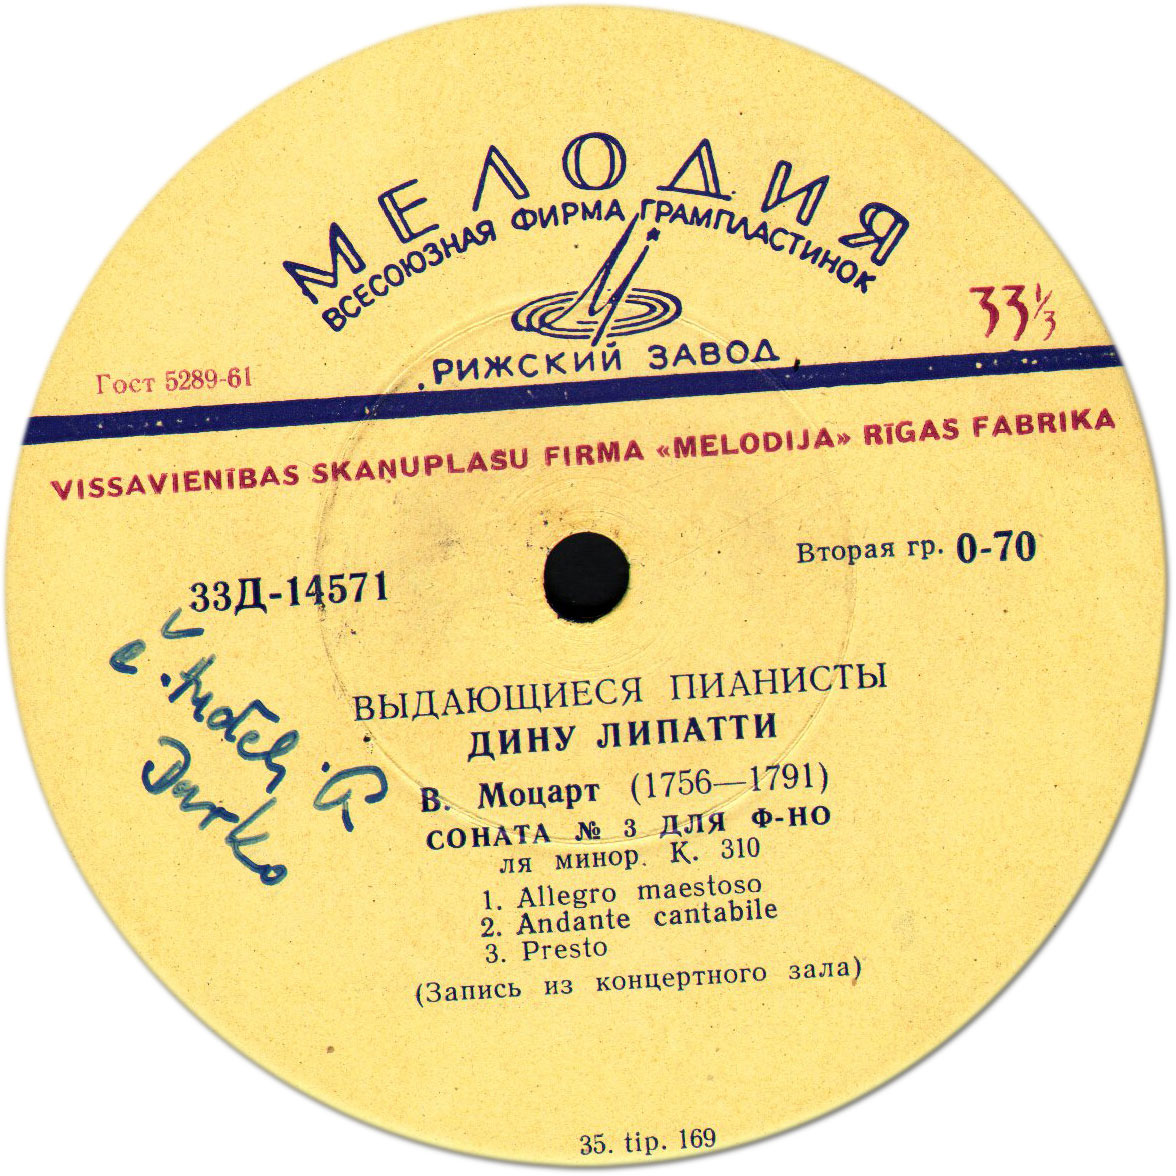 МЕЛОДИЯ
ВСЕСОЮЗНАЯ ФИРМА ГРАМПЛАСТИНОК
РИЖСКИЙ ЗАВОД
33⅓
Гост 5289-61
VISSAVIENĪBAS SKAŅUPLAŠU FIRMA «MELODIJA» RĪGAS FABRIKA
Вторая гр. 0-70
33Д-14571
Darko
ВЫДАЮЩИЕСЯ ПИАНИСТЫ
ДИНУ ЛИПАТТИ
В. Моцарт (1756—1791)
СОНАТА № 3 ДЛЯ Ф-НО
ля минор. К. 310
1. Allegro maestoso
2. Andante cantabile
3. Presto
(Запись из концертного зала)
35. tip. 169